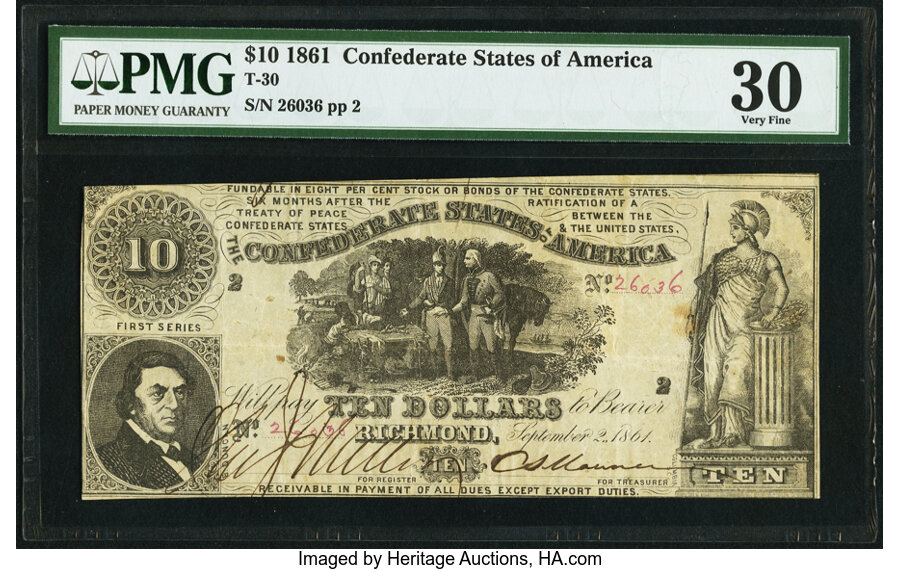 PMG
PAPER MONEY GUARANTY
$10 1861 Confederate States of America
T-30
S/N 26036 pp 2
30
Very Fine
FUNDABLE IN EIGHT PER CENT STOCK OR BONDS OF THE CONFEDERATE STATES.
SIX MONTHS AFTER THE RATIFICATION OF A
TREATY OF PEACE BETWEEN THE
CONFEDERATE STATES & THE UNITED STATES.
THE CONFEDERATE STATES OF AMERICA
10
2
No. 26036
FIRST SERIES
2
Will pay TEN DOLLARS to Bearer
No. 26036 RICHMOND, September 2, 1861.
TEN
FOR REGISTER FOR TREASURER
TEN
RECEIVABLE IN PAYMENT OF ALL DUES EXCEPT EXPORT DUTIES.
Imaged by Heritage Auctions, HA.com